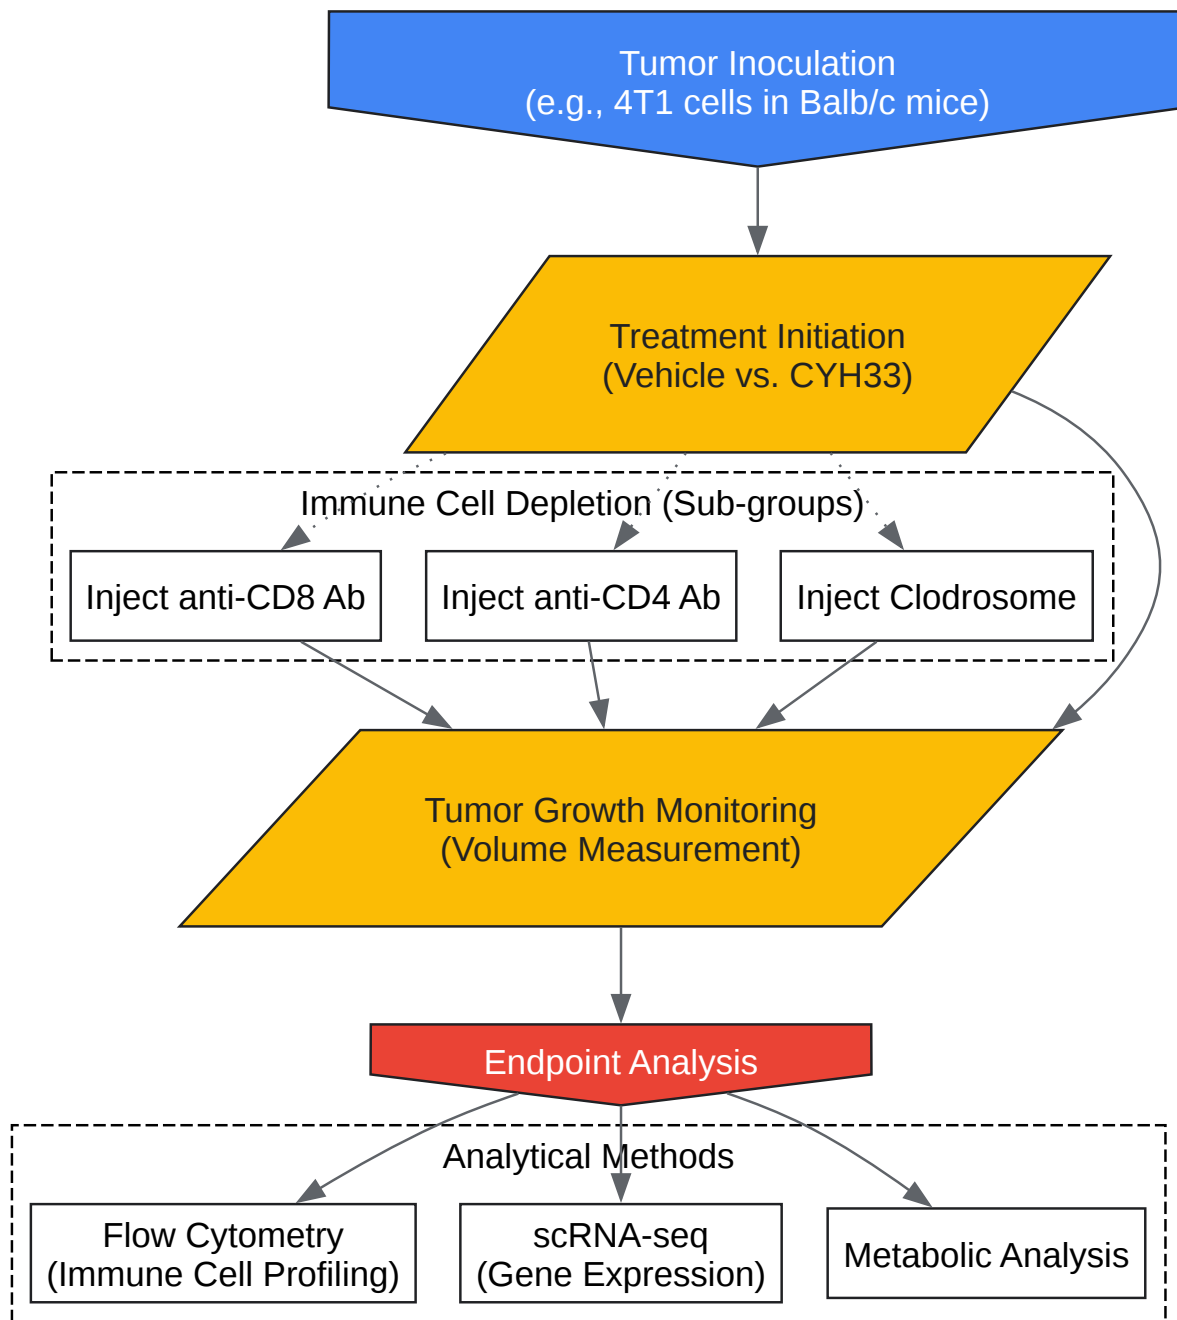 Tumor Inoculation
(e.g., 4T1 cells in Balb/c mice)
Treatment Initiation
(Vehicle vs. CYH33)
Immune Cell Depletion (Sub-groups)
Inject anti-CD8 Ab
Inject anti-CD4 Ab
Inject Clodrosome
Tumor Growth Monitoring
(Volume Measurement)
Endpoint Analysis
Analytical Methods
Flow Cytometry
(Immune Cell Profiling)
scRNA-seq
(Gene Expression)
Metabolic Analysis